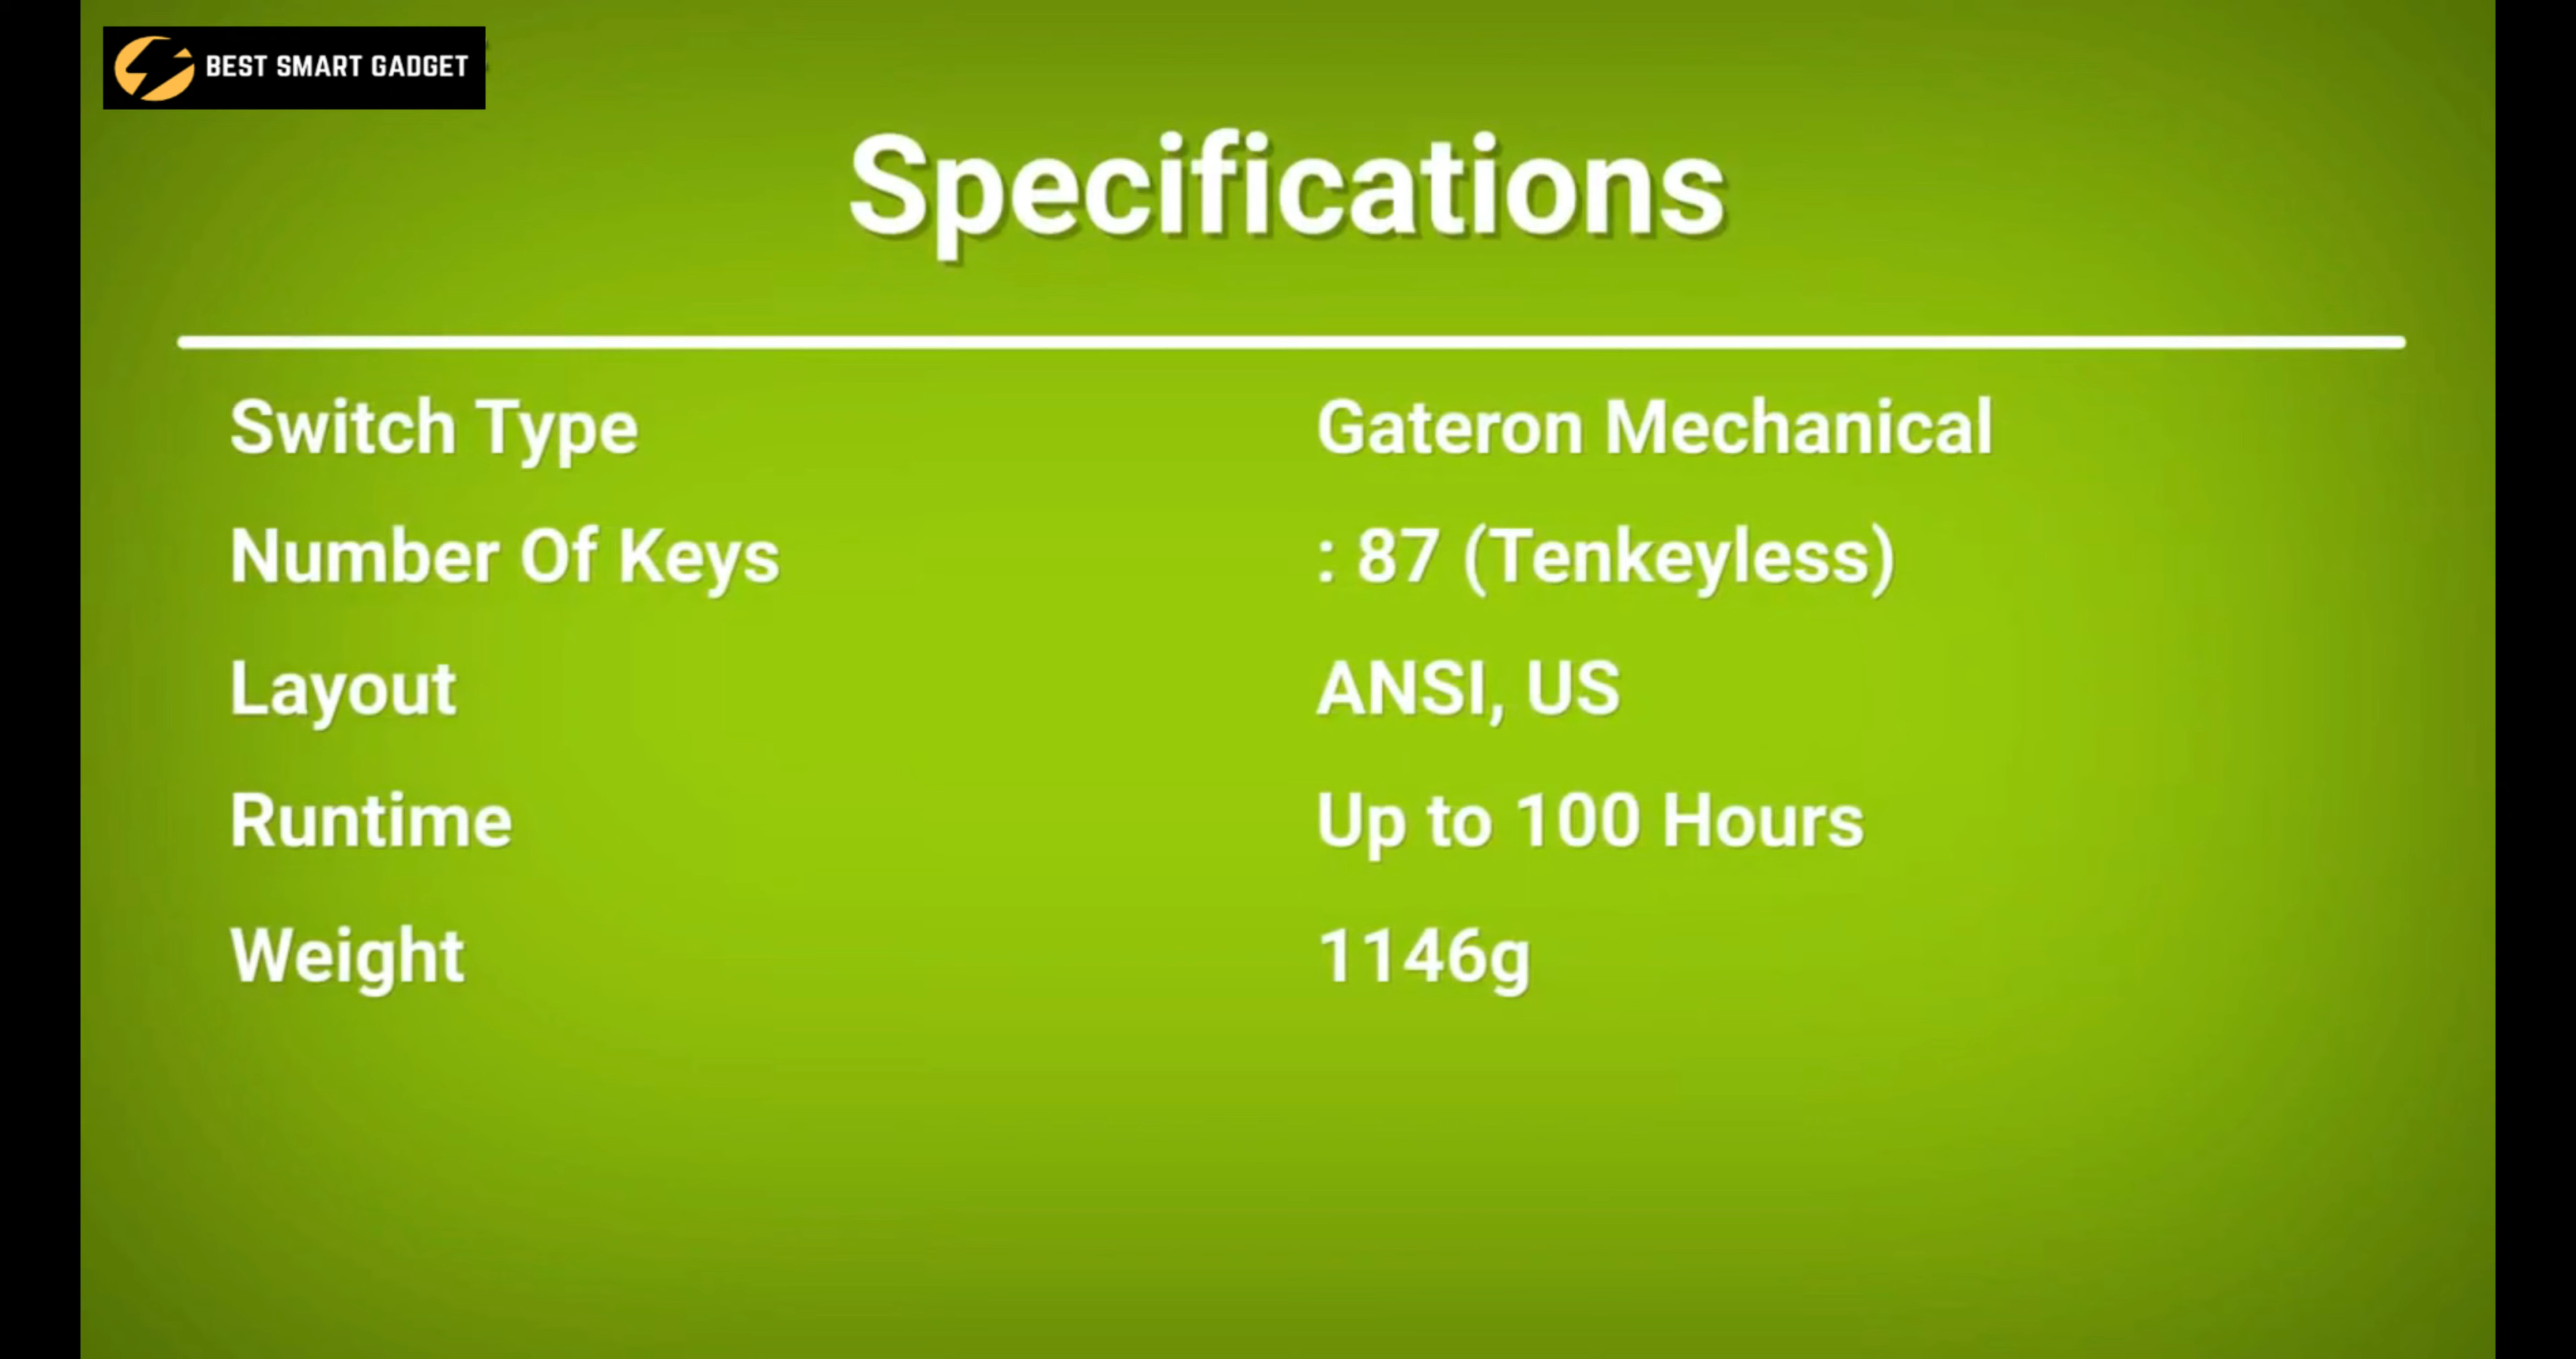 BEST SMART GADGET
Specifications
Switch Type Gateron Mechanical
Number Of Keys : 87 (Tenkeyless)
Layout ANSI, US
Runtime Up to 100 Hours
Weight 1146g